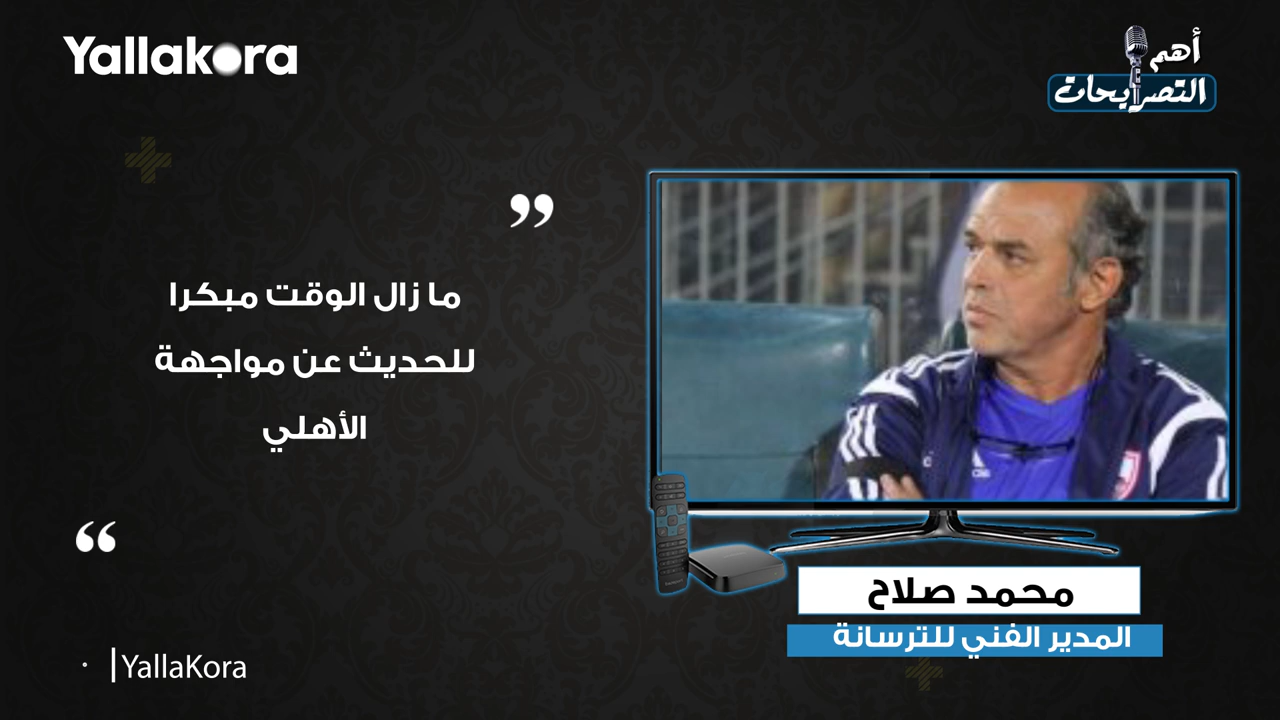 Yallakora
أهم
التصريحات
”
ما زال الوقت مبكرا
للحديث عن مواجهة
الأهلي
“
محمد صلاح
المدير الفني للترسانة
YallaKora